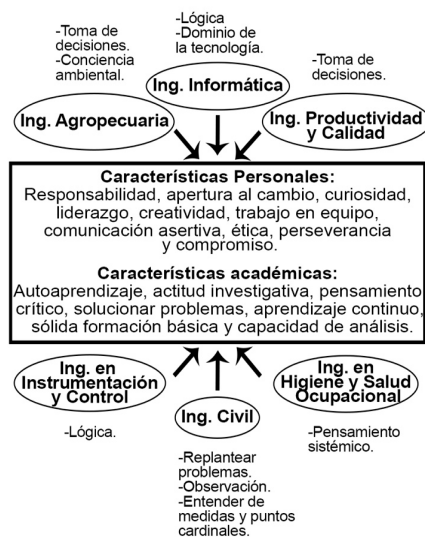 -Toma de
decisiones.
-Conciencia
ambiental.
-Lógica
-Dominio de
la tecnología.
-Toma de
decisiones.
Ing. Agropecuaria
Ing. Informática
Ing. Productividad
y Calidad
Características Personales:
Responsabilidad, apertura al cambio, curiosidad,
liderazgo, creatividad, trabajo en equipo,
comunicación asertiva, ética, perseverancia
y compromiso.
Características académicas:
Autoaprendizaje, actitud investigativa, pensamiento
crítico, solucionar problemas, aprendizaje continuo,
sólida formación básica y capacidad de análisis.
Ing. en
Instrumentación
y Control
-Lógica.
Ing. Civil
-Replantear
problemas.
-Observación.
-Entender de
medidas y puntos
cardinales.
Ing. en
Higiene y Salud
Ocupacional
-Pensamiento
sistémico.